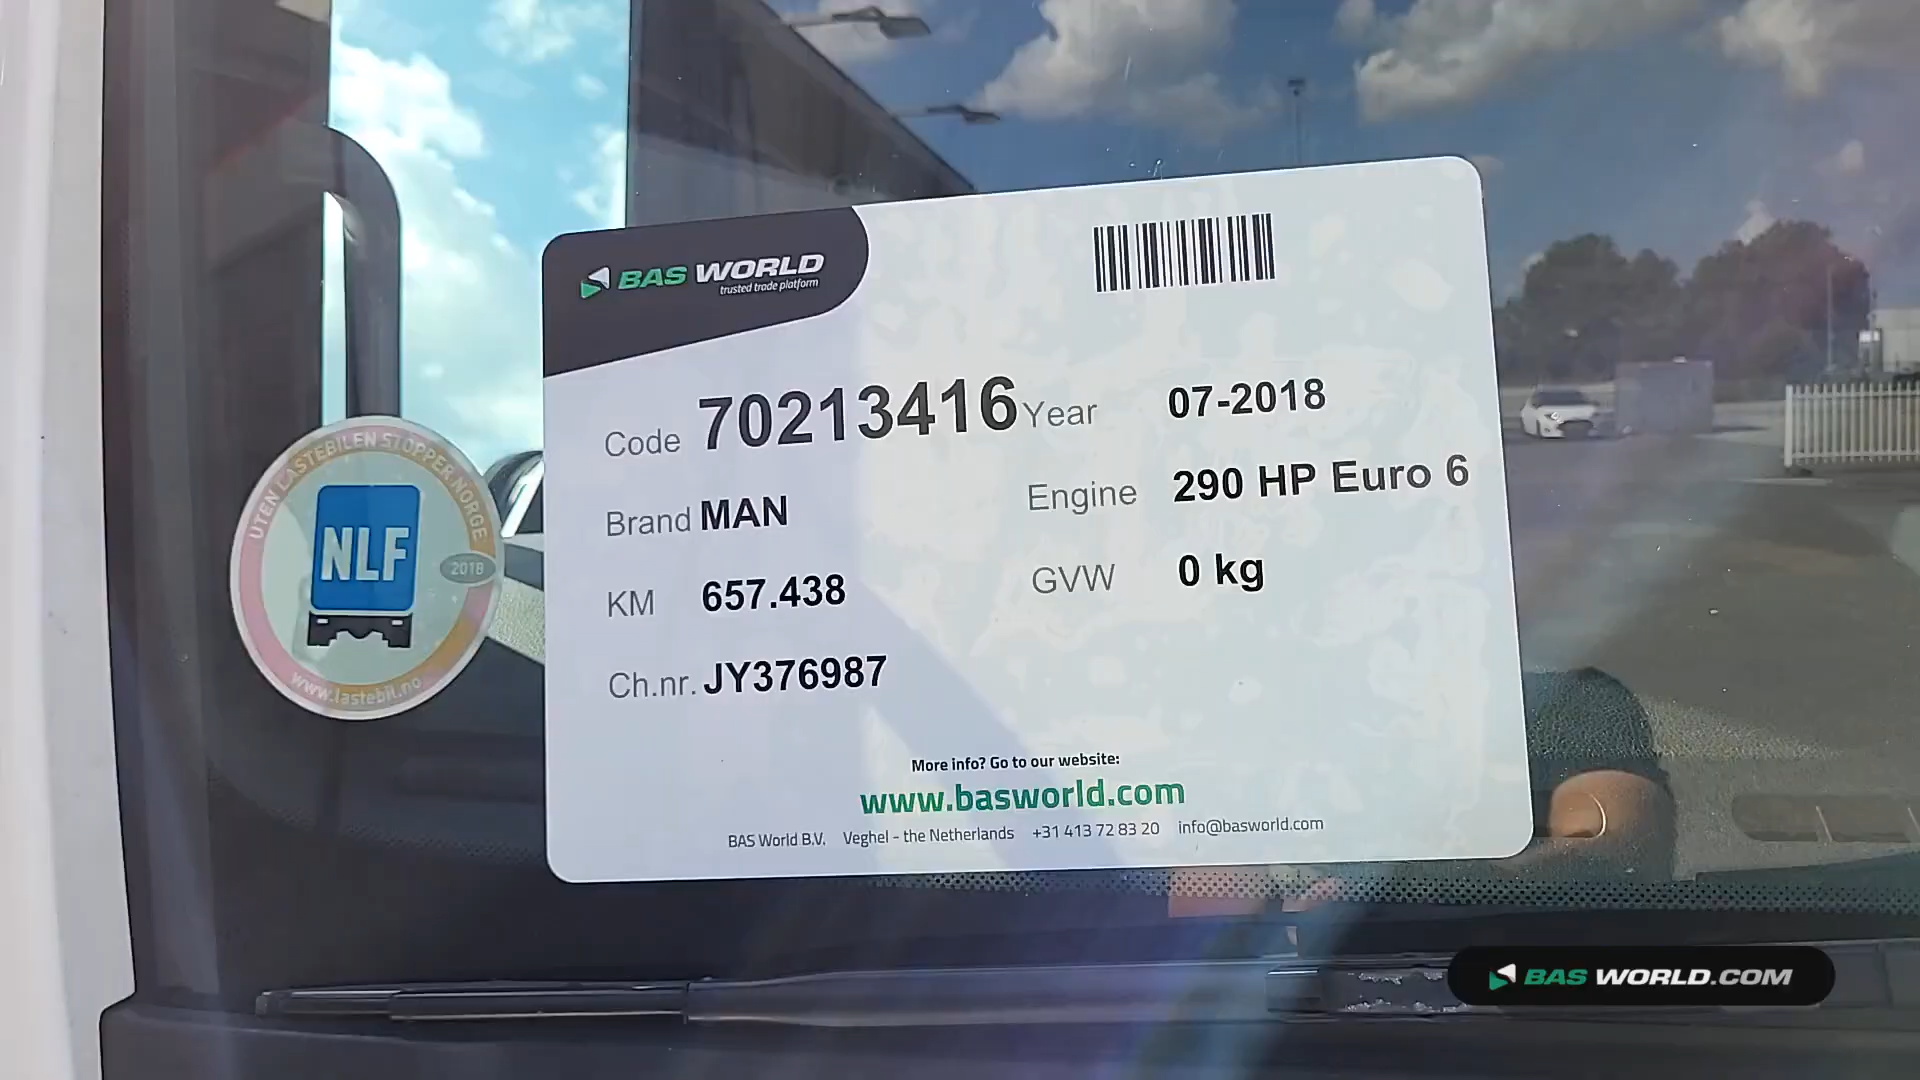 BAS WORLD
trusted trade platform
Code 70213416 Year 07-2018
Brand MAN Engine 290 HP Euro 6
KM 657.438 GVW 0 kg
Ch.nr. JY376987
More info? Go to our website:
www.basworld.com
BAS World B.V. Veghel - the Netherlands +31 413 72 83 20 info@basworld.com
UTEN LASTEBILEN STOPPER NORGE
NLF
2018
www.lastebil.no
BAS WORLD.COM